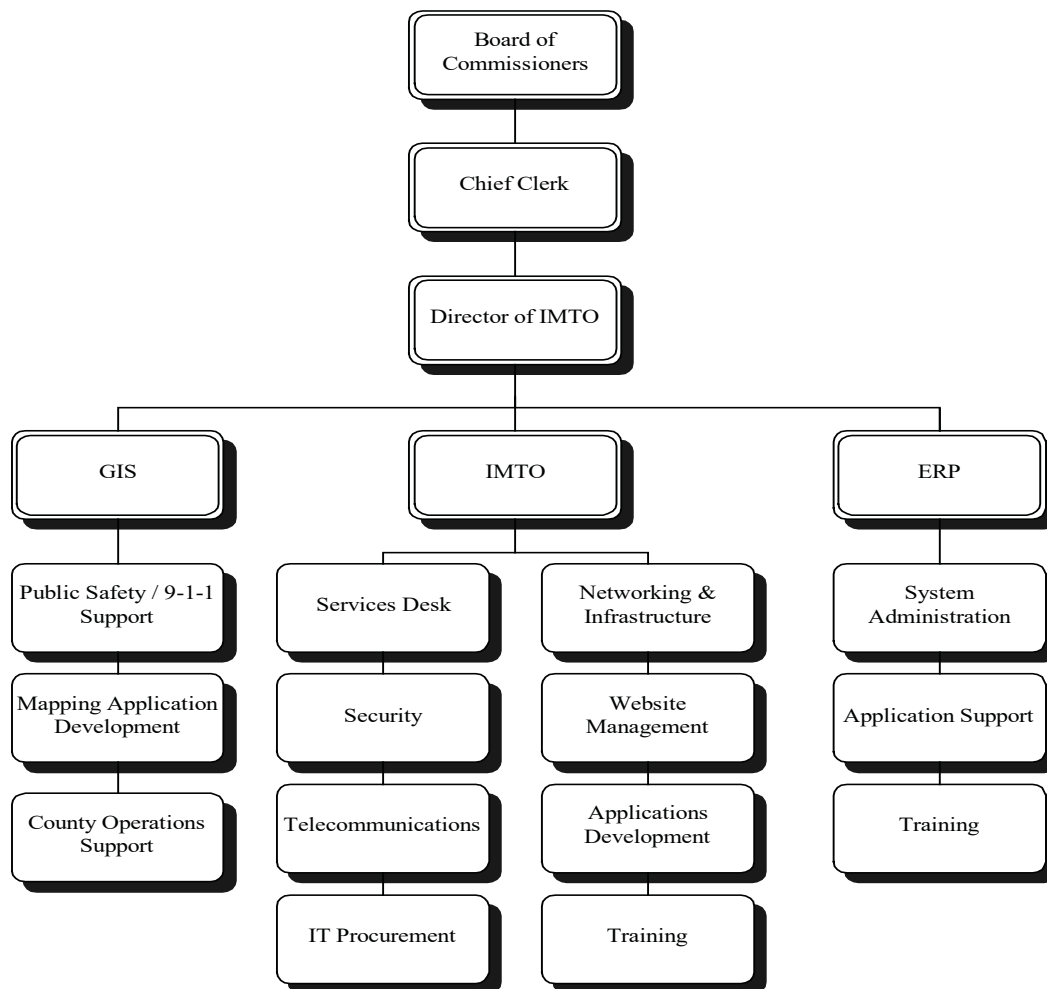 Board of
Commissioners
Chief Clerk
Director of IMTO
GIS
IMTO
ERP
Public Safety / 9-1-1
Support
Services Desk
Networking &
Infrastructure
System
Administration
Mapping Application
Development
Security
Website
Management
Application Support
County Operations
Support
Telecommunications
Applications
Development
Training
IT Procurement
Training